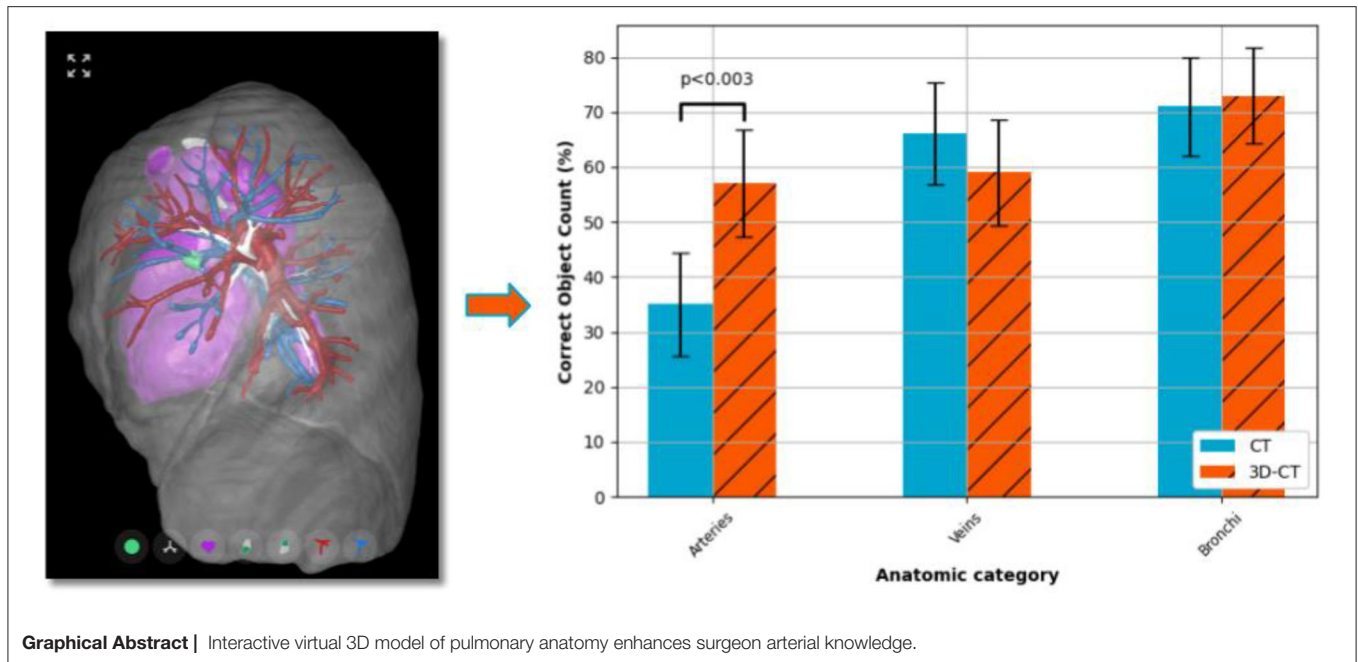 p<0.003
80
70
60
50
40
30
20
10
0
Correct Object Count (%)
CT
3D-CT
Arteries
Veins
Bronchi
Anatomic category
Graphical Abstract | Interactive virtual 3D model of pulmonary anatomy enhances surgeon arterial knowledge.